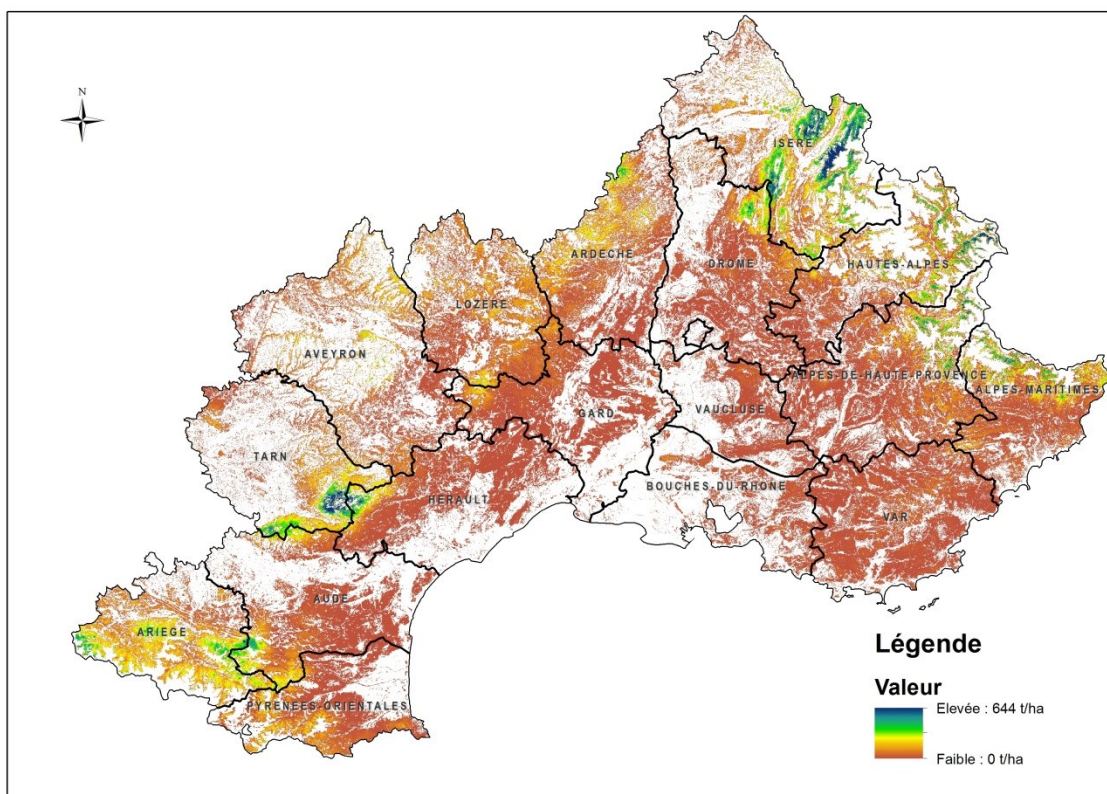 N
ISERE
ARDECHE
DROME
HAUTES-ALPES
LOZERE
AVEYRON
ALPES-DE-HAUTE-PROVENCE
ALPES-MARITIMES
GARD
VAUCLUSE
TARN
BOUCHES-DU-RHONE
HERAULT
VAR
AUDE
ARIEGE
PYRENEES-ORIENTALES
Légende
Valeur
Elevée : 644 t/ha
Faible : 0 t/ha